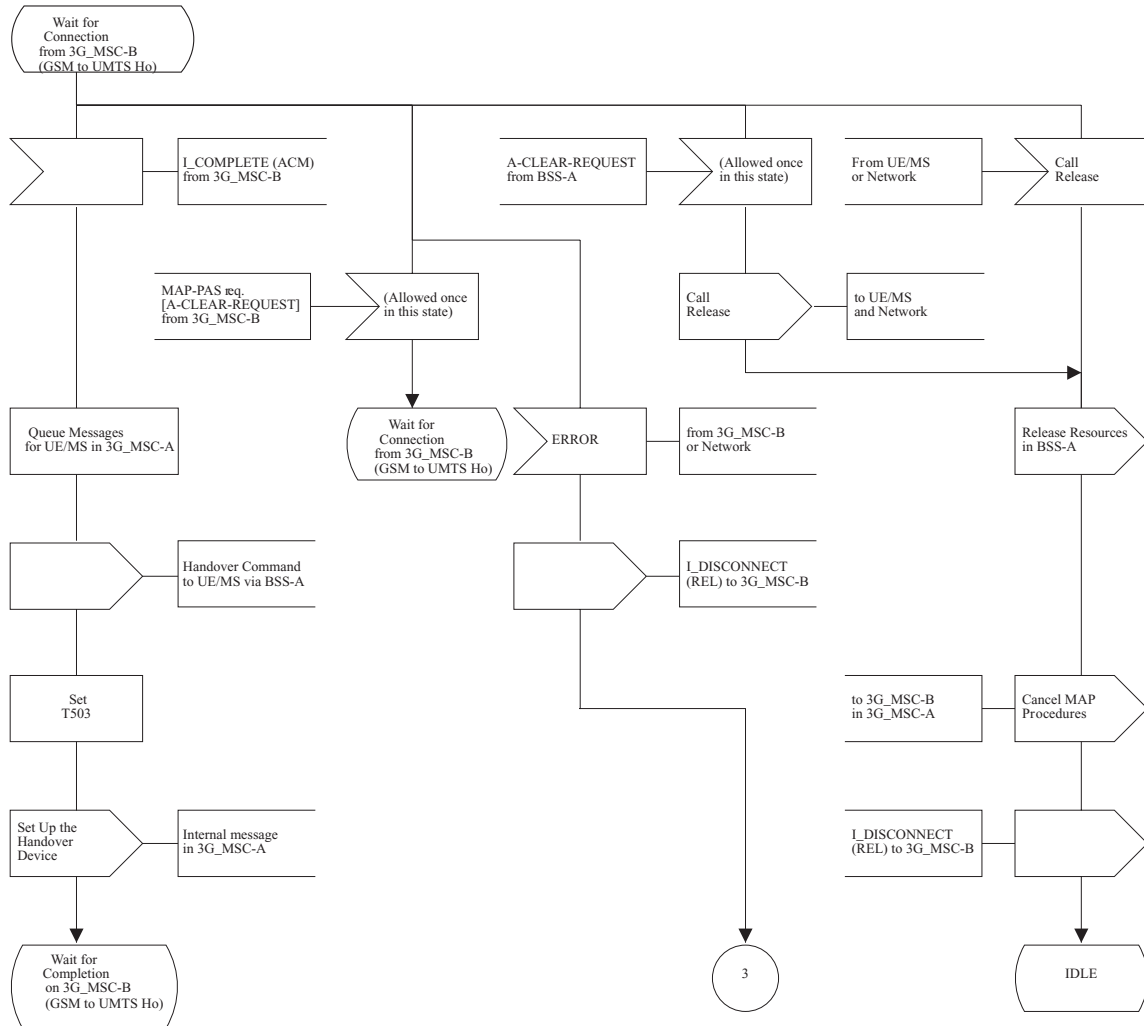 Wait for
Connection
from 3G_MSC-B
(GSM to UMTS Ho)
I_COMPLETE (ACM)
from 3G_MSC-B
A-CLEAR-REQUEST
from BSS-A
(Allowed once
in this state)
From UE/MS
or Network
Call
Release
MAP-PAS req.
[A-CLEAR-REQUEST]
from 3G_MSC-B
(Allowed once
in this state)
Call
Release
to UE/MS
and Network
Queue Messages
for UE/MS in 3G_MSC-A
Wait for
Connection
from 3G_MSC-B
(GSM to UMTS Ho)
ERROR
from 3G_MSC-B
or Network
Release Resources
in BSS-A
Handover Command
to UE/MS via BSS-A
I_DISCONNECT
(REL) to 3G_MSC-B
Set
T503
to 3G_MSC-B
in 3G_MSC-A
Cancel MAP
Procedures
Set Up the
Handover
Device
Internal message
in 3G_MSC-A
I_DISCONNECT
(REL) to 3G_MSC-B
Wait for
Completion
on 3G_MSC-B
(GSM to UMTS Ho)
3
IDLE